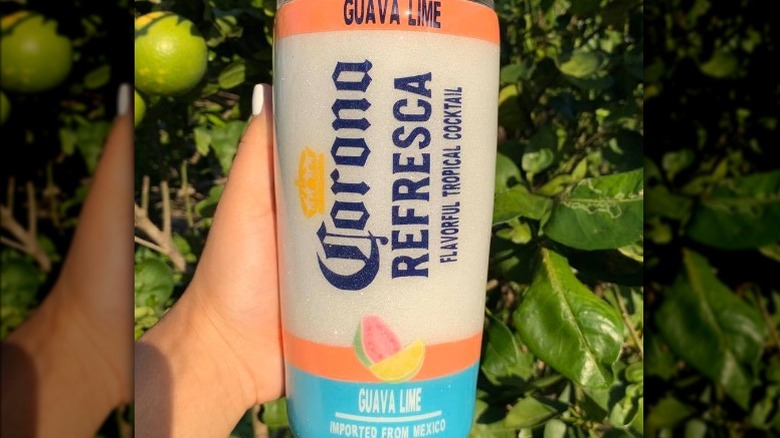 GUAVA LIME
Corona
REFRESCA
FLAVORFUL TROPICAL COCKTAIL
GUAVA LIME
IMPORTED FROM MEXICO